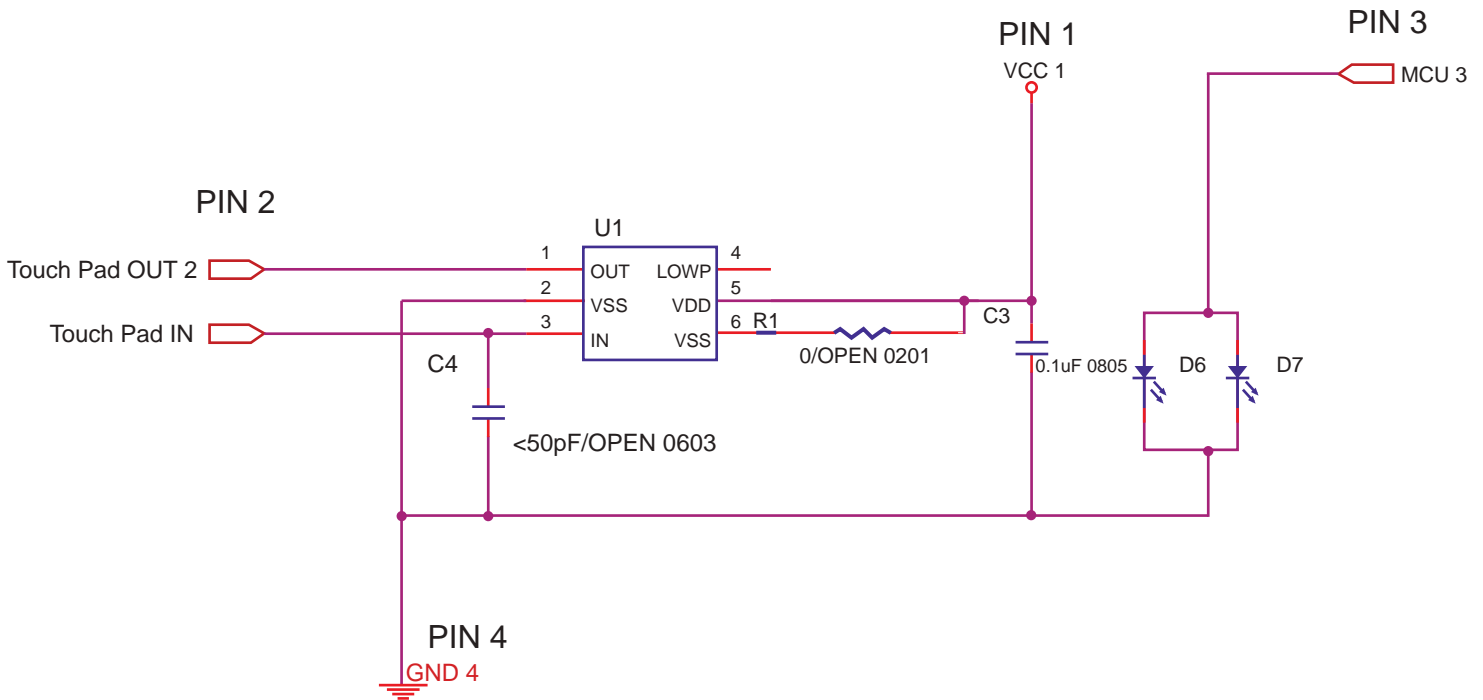 PIN 3
PIN 1
VCC 1
MCU 3
PIN 2
U1
Touch Pad OUT 2
1
OUT
LOWP
4
2
VSS
VDD
5
Touch Pad IN
3
IN
VSS
6
R1
C3
0/OPEN 0201
C4
0.1uF 0805
D6
D7
<50pF/OPEN 0603
PIN 4
GND 4